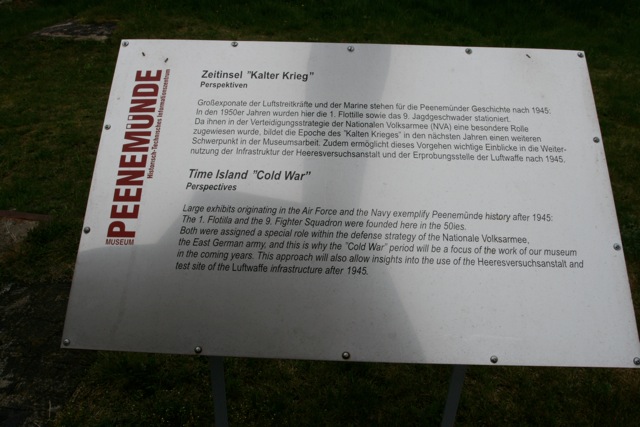 MUSEUM PEENEMÜNDE
Historisch-Technisches Informationszentrum
Zeitinsel "Kalter Krieg"
Perspektiven
Großexponate der Luftstreitkräfte und der Marine stehen für die Peenemünder Geschichte nach 1945:
In den 1950er Jahren wurden hier die 1. Flottille sowie das 9. Jagdgeschwader stationiert.
Da ihnen in der Verteidigungsstrategie der Nationalen Volksarmee (NVA) eine besondere Rolle
zugewiesen wurde, bildet die Epoche des "Kalten Krieges" in den nächsten Jahren einen weiteren
Schwerpunkt in der Museumsarbeit. Zudem ermöglicht dieses Vorgehen wichtige Einblicke in die Weiter-
nutzung der Infrastruktur der Heeresversuchsanstalt und der Erprobungsstelle der Luftwaffe nach 1945.
Time Island "Cold War"
Perspectives
Large exhibits originating in the Air Force and the Navy exemplify Peenemünde history after 1945:
The 1. Flotilla and the 9. Fighter Squadron were founded here in the 50ies.
Both were assigned a special role within the defense strategy of the Nationale Volksarmee,
the East German army, and this is why the "Cold War" period will be a focus of the work of our museum
in the coming years. This approach will also allow insights into the use of the Heeresversuchsanstalt and
test site of the Luftwaffe infrastructure after 1945.